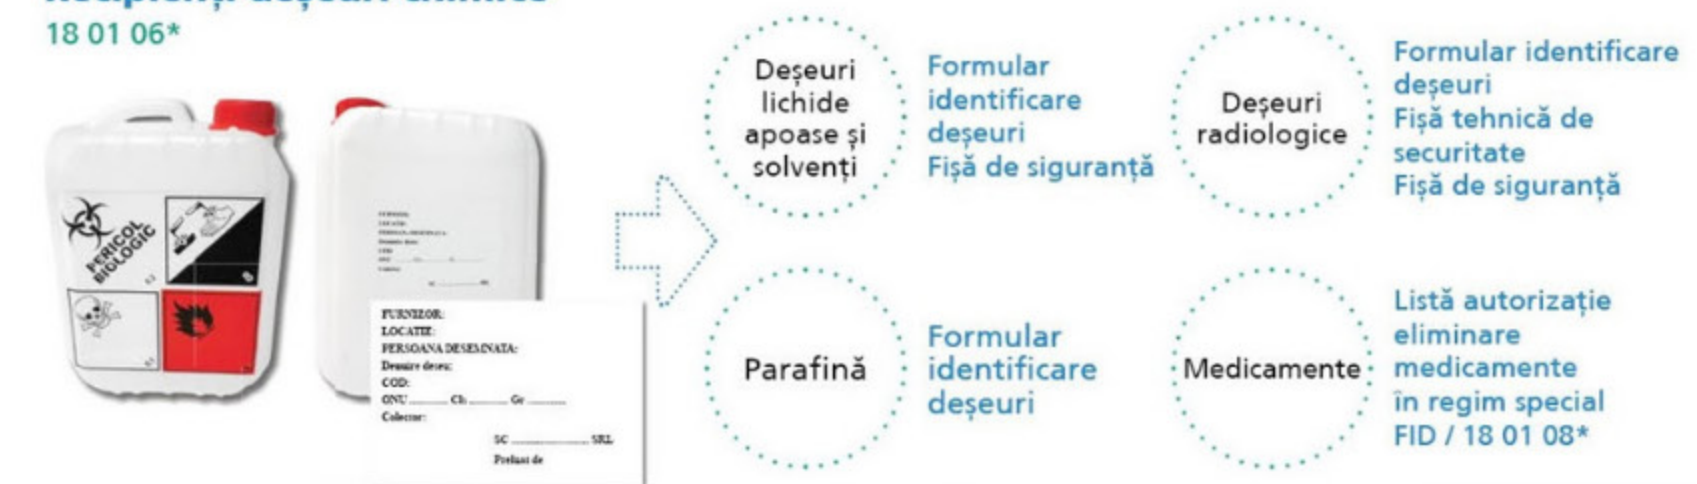 18 01 06*
PERICOL
BIOLOGIC
FURNIZOR:
LOCATIE:
PERSOANA DESEMNATA:
COD:
ONU ........ Cls ........ Gr ........
Colector:
SC ................ SRL
Preluat de
Deșeuri
lichide
apoase și
solvenți
Formular
identificare
deșeuri
Fișă de siguranță
Deșeuri
radiologice
Formular identificare
deșeuri
Fișă tehnică de
securitate
Fișă de siguranță
Parafină
Formular
identificare
deșeuri
Medicamente
Listă autorizație
eliminare
medicamente
în regim special
FID / 18 01 08*